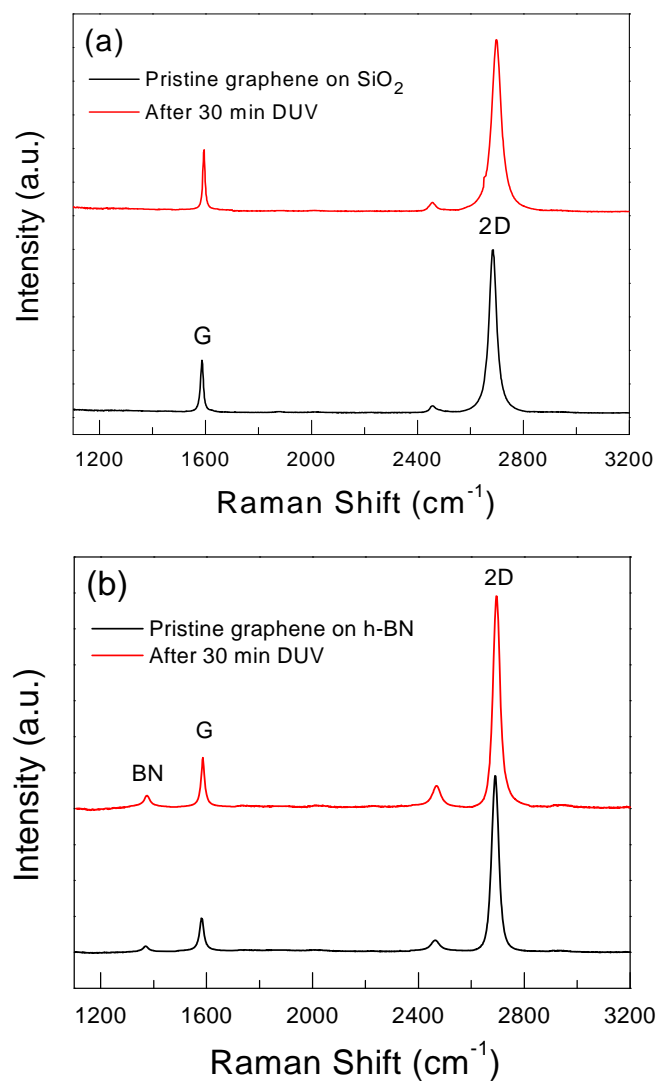 (a)
Pristine graphene on SiO₂
After 30 min DUV
2D
G
Intensity (a.u.)
1200 1600 2000 2400 2800 3200
Raman Shift (cm⁻¹)
(b)
2D
Pristine graphene on h-BN
After 30 min DUV
G
BN
Intensity (a.u.)
1200 1600 2000 2400 2800 3200
Raman Shift (cm⁻¹)